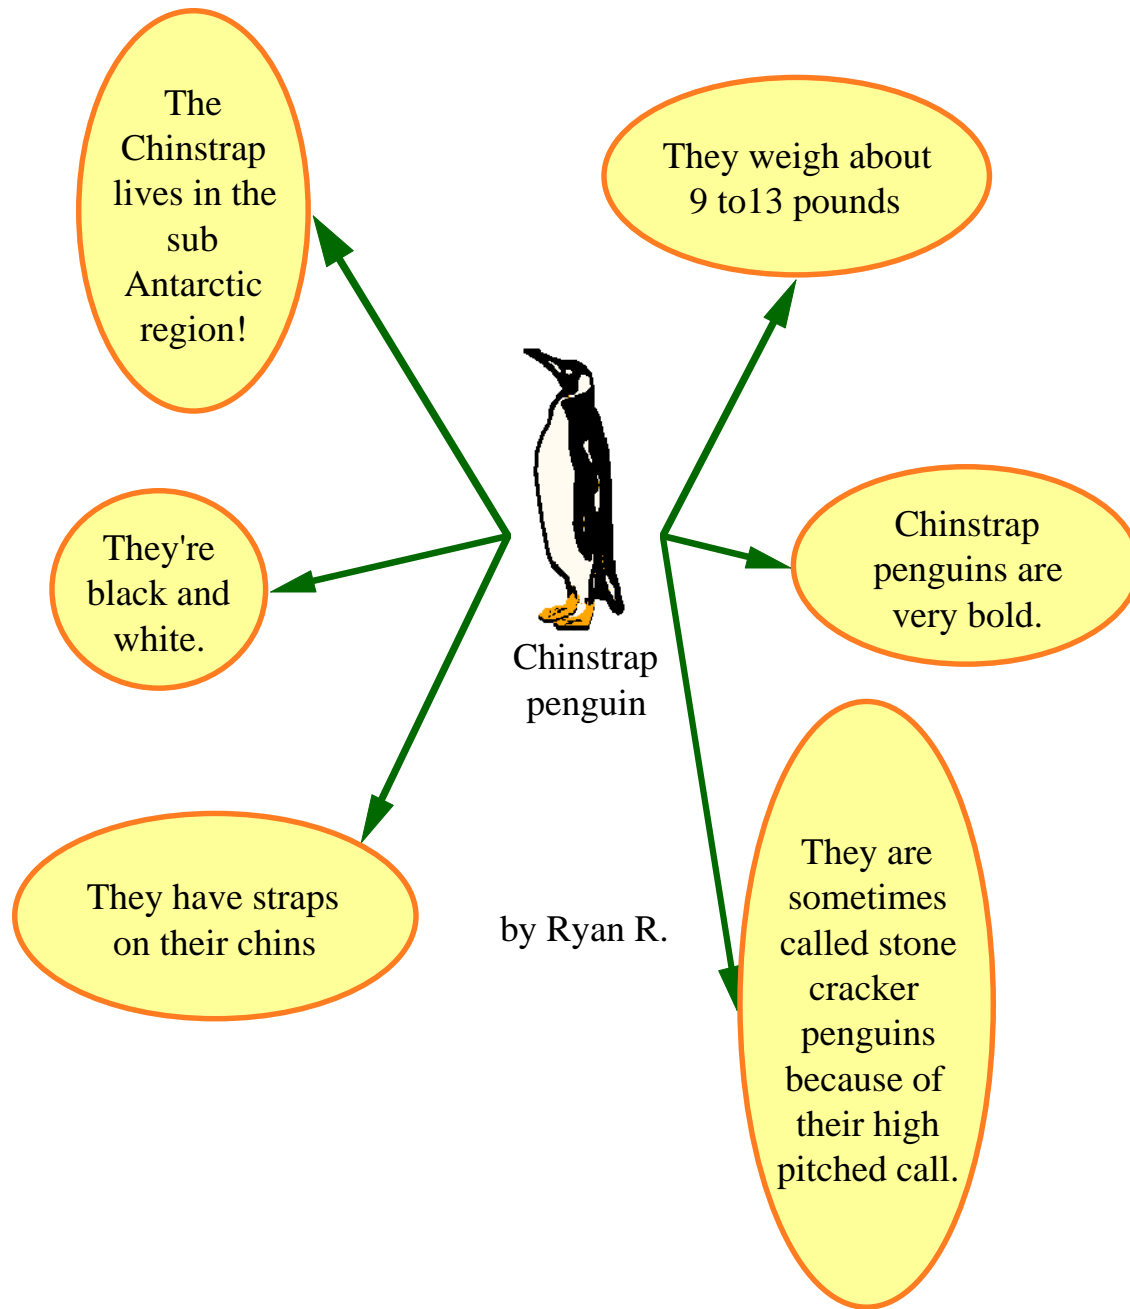 The
Chinstrap
lives in the
sub
Antarctic
region!
They weigh about
9 to13 pounds
They're
black and
white.
Chinstrap
penguins are
very bold.
Chinstrap
penguin
They have straps
on their chins
by Ryan R.
They are
sometimes
called stone
cracker
penguins
because of
their high
pitched call.